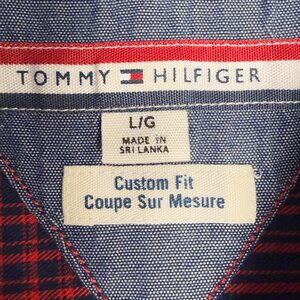 TOMMY HILFIGER
L/G
MADE IN
SRI LANKA
Custom Fit
Coupe Sur Mesure